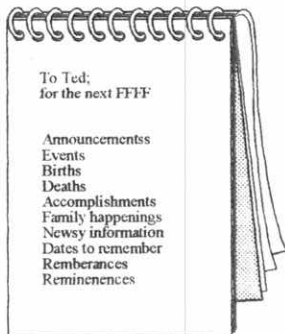 To Ted;
for the next FFFF
Announcementss
Events
Births
Deaths
Accomplishments
Family happenings
Newsy information
Dates to remember
Remberances
Reminenences